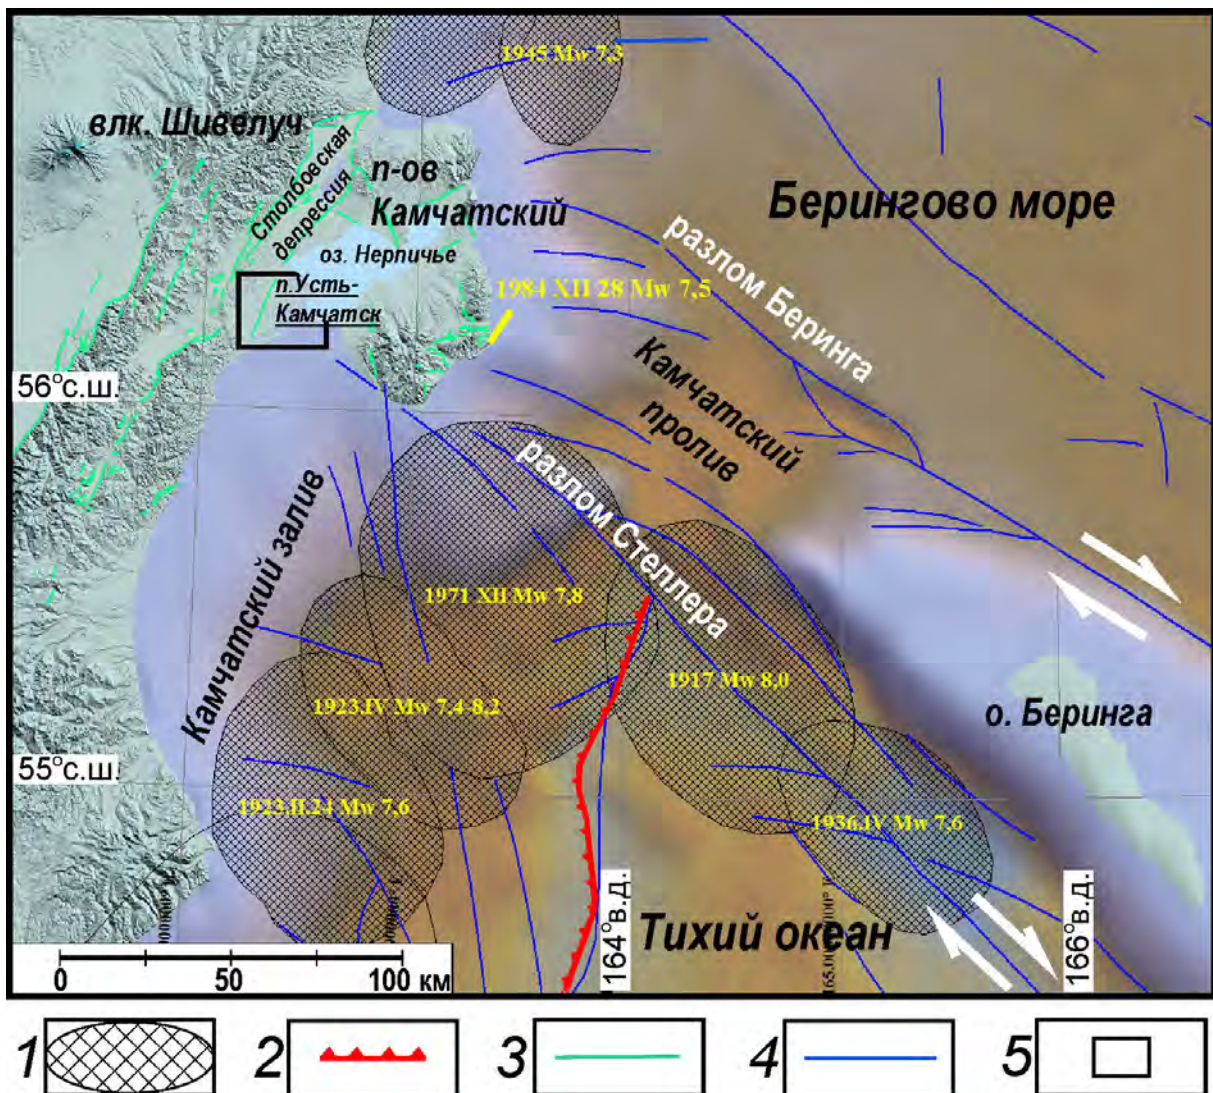 1945 Mw 7,3
влк. Шивелуч
Столбовская
депрессия
п-ов
Камчатский
Берингово море
оз. Нерпичье
разлом Беринга
п.Усть-
Камчатск
1984 XII 28 Mw 7,5
Камчатский
пролив
56°с.ш.
разлом Стеллера
Камчатский залив
1971 XII Mw 7,8
1917 Mw 8,0
1923.IV Mw 7.4-8,2
о. Беринга
55°с.ш.
1923.II.24 Mw 7,6
1936.IV Mw 7,6
164°в.д.
166°в.д.
Тихий океан
0 50 100 км
1 2 3 4 5